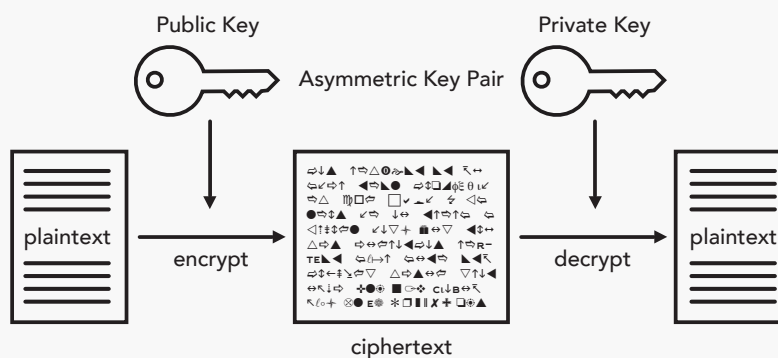 Public Key
Private Key
Asymmetric Key Pair
plaintext
encrypt
decrypt
plaintext
ciphertext